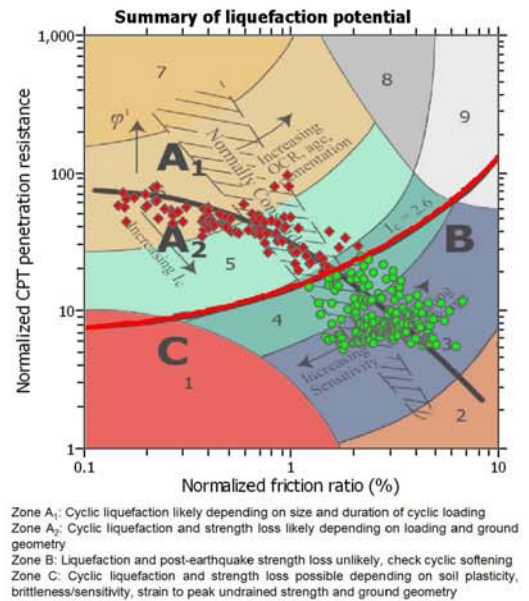 Summary of liquefaction potential
1,000
7
8
9
φ'
Increasing
OCR, age,
cementation
Normally
A1
100
A2
Ic = 2.6
B
Increasing Ic
5
10
4
C
1
Increasing
Sensitivity
3
2
1
0.1
1
10
Normalized CPT penetration resistance
Normalized friction ratio (%)
Zone A1: Cyclic liquefaction likely depending on size and duration of cyclic loading
Zone A2: Cyclic liquefaction and strength loss likely depending on loading and ground
geometry
Zone B: Liquefaction and post-earthquake strength loss unlikely, check cyclic softening
Zone C: Cyclic liquefaction and strength loss possible depending on soil plasticity,
brittleness/sensitivity, strain to peak undrained strength and ground geometry